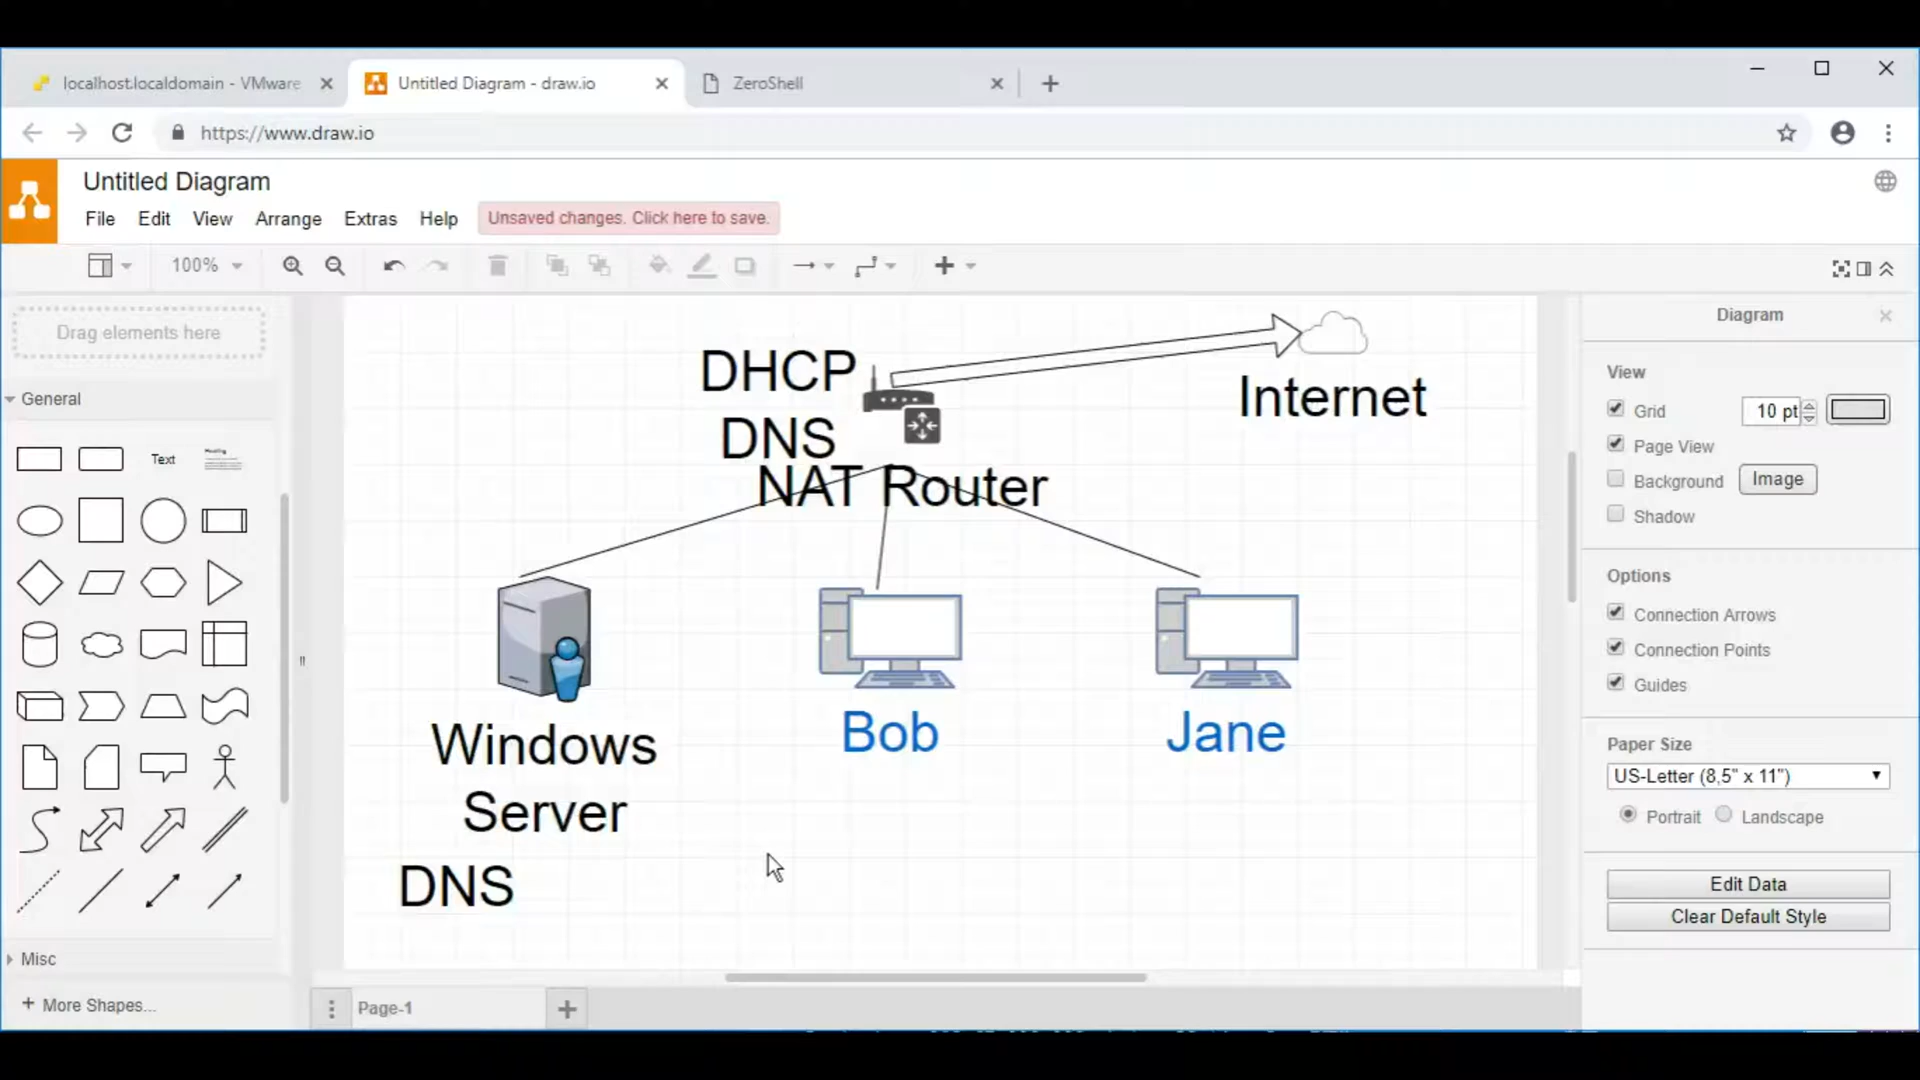 localhost.localdomain - VMware
Untitled Diagram - draw.io
ZeroShell
https://www.draw.io
Untitled Diagram
File
Edit
View
Arrange
Extras
Help
Unsaved changes. Click here to save.
100%
Drag elements here
General
Text
Heading
Misc
More Shapes...
DHCP
DNS
NAT Router
Internet
Windows
Server
DNS
Bob
Jane
Page-1
Diagram
View
Grid
10 pt
Page View
Background
Image
Shadow
Options
Connection Arrows
Connection Points
Guides
Paper Size
US-Letter (8,5" x 11")
Portrait
Landscape
Edit Data
Clear Default Style